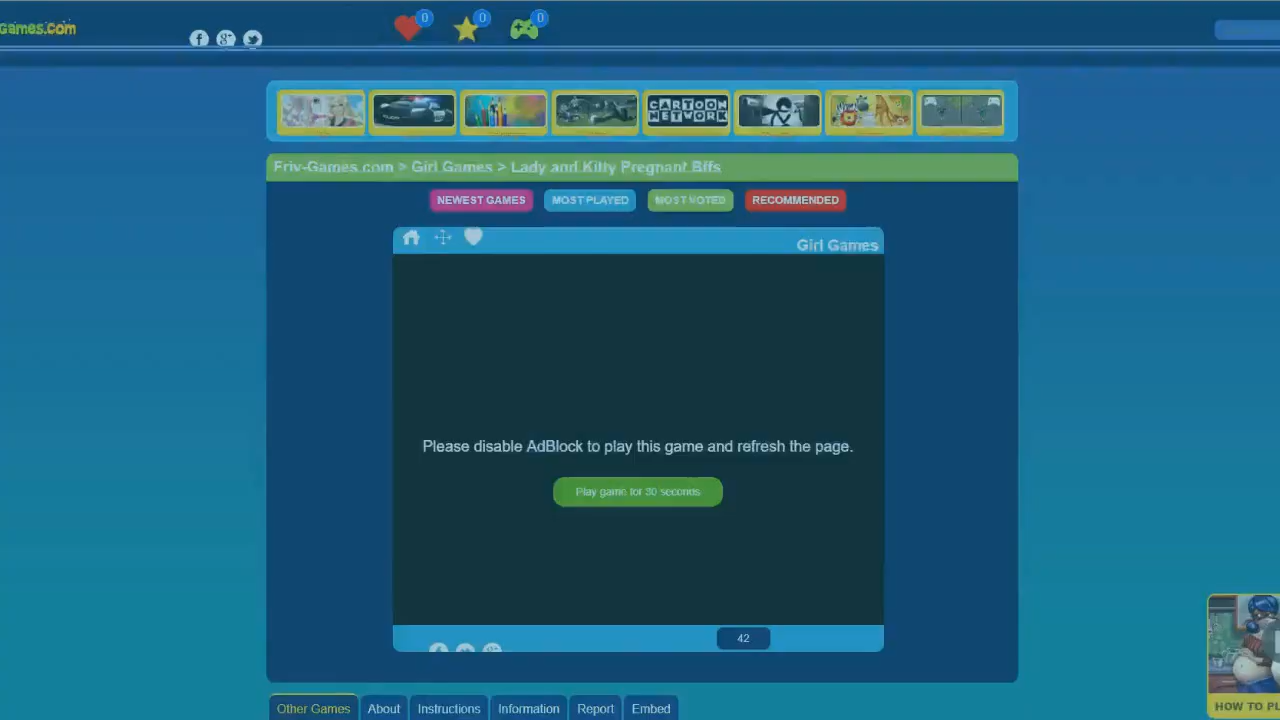 Games.com
0 0 0
CARTOON NETWORK
Friv-Games.com > Girl Games > Lady and Kitty Pregnant Bffs
NEWEST GAMES MOST PLAYED MOST VOTED RECOMMENDED
Girl Games
Please disable AdBlock to play this game and refresh the page.
Play game for 30 seconds
42
HOW TO PL
Other Games About Instructions Information Report Embed